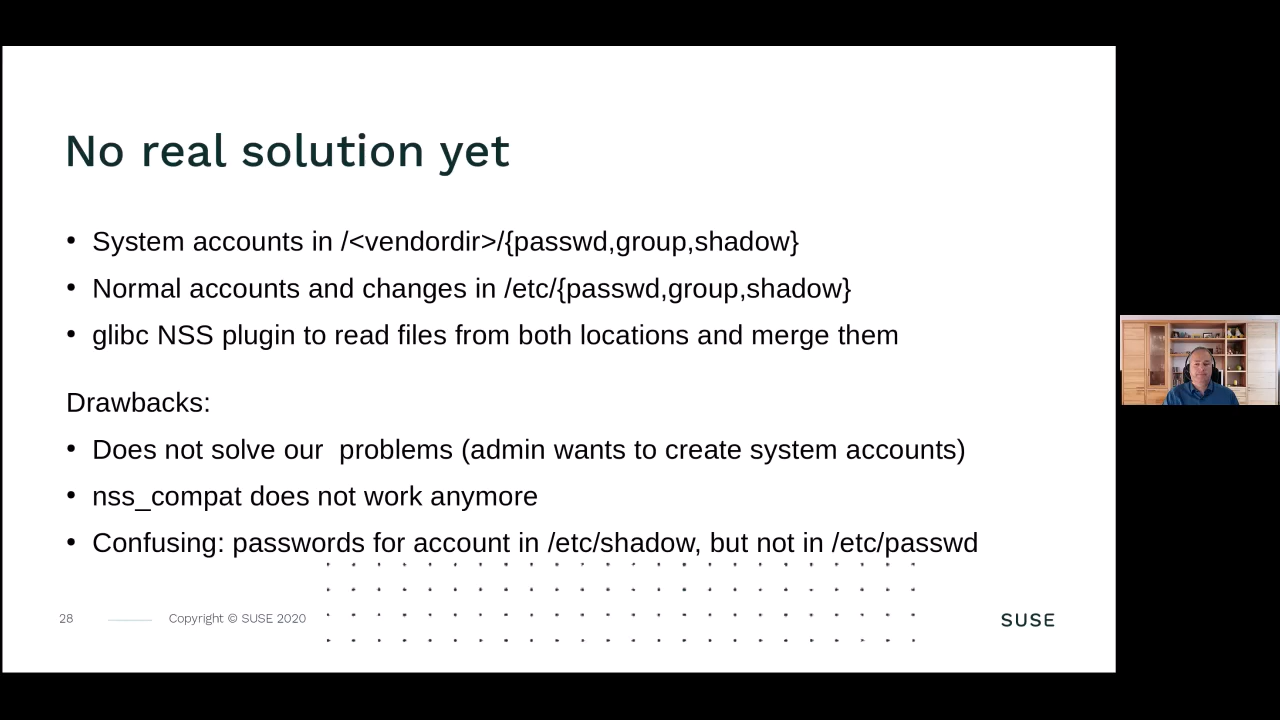 No real solution yet
• System accounts in /<vendordir>/{passwd,group,shadow}
• Normal accounts and changes in /etc/{passwd,group,shadow}
• glibc NSS plugin to read files from both locations and merge them
Drawbacks:
• Does not solve our  problems (admin wants to create system accounts)
• nss_compat does not work anymore
• Confusing: passwords for account in /etc/shadow, but not in /etc/passwd
28 Copyright © SUSE 2020 SUSE